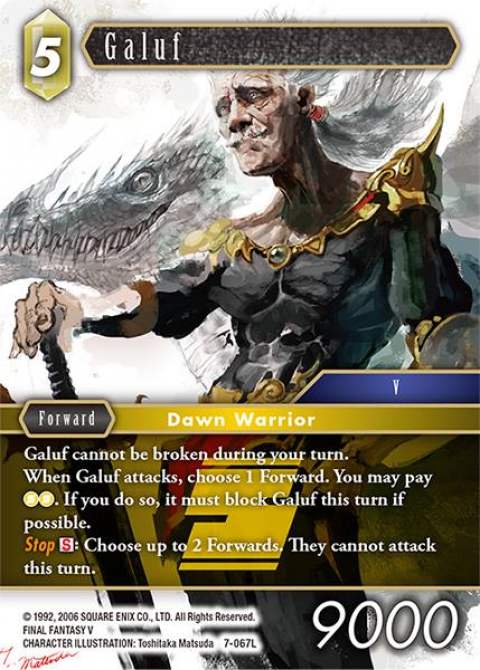 5
Galuf
V
Forward
Dawn Warrior
Galuf cannot be broken during your turn.
When Galuf attacks, choose 1 Forward. You may pay
. If you do so, it must block Galuf this turn if
possible.
Stop S: Choose up to 2 Forwards. They cannot attack
this turn.
© 1992, 2006 SQUARE ENIX CO., LTD. All Rights Reserved.
FINAL FANTASY V
CHARACTER ILLUSTRATION: Toshitaka Matsuda 7-067L
9000
T. Matsuda